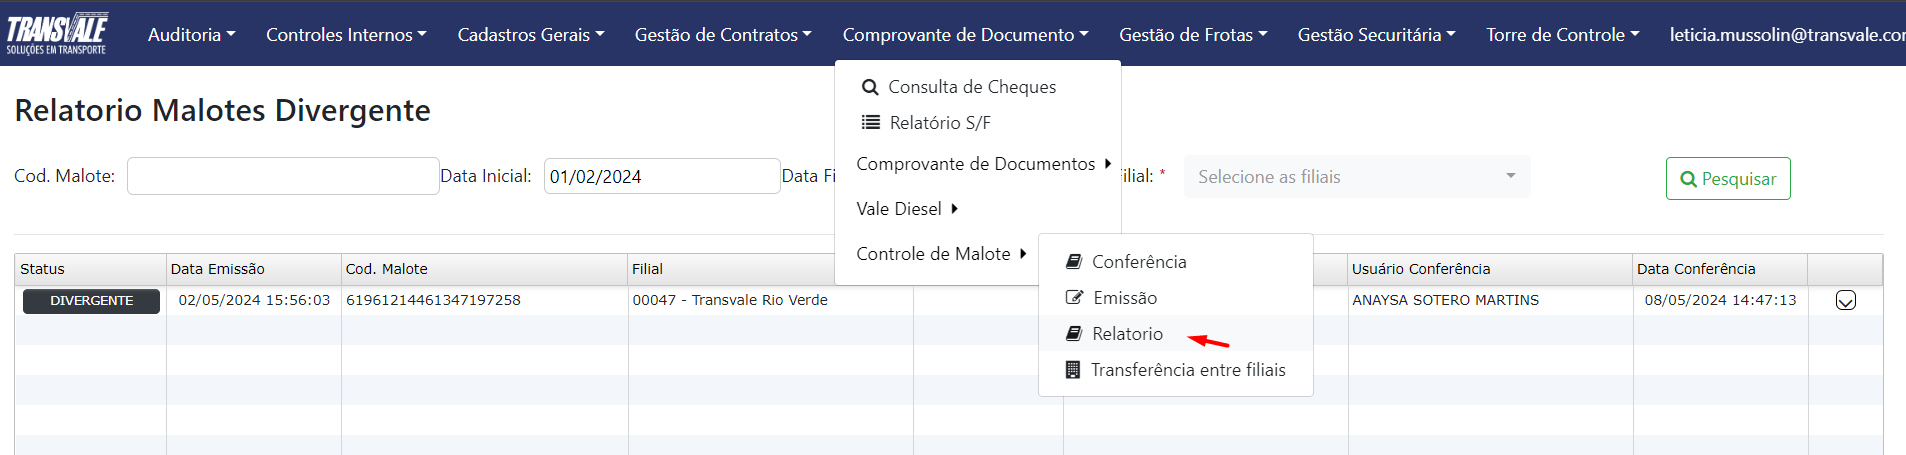 TRANSVALE
SOLUÇÕES EM TRANSPORTE
Auditoria Controles Internos Cadastros Gerais Gestão de Contratos Comprovante de Documento Gestão de Frotas Gestão Securitária Torre de Controle leticia.mussolin@transvale.cor
Consulta de Cheques
Relatorio Malotes Divergente
Relatório S/F
Comprovante de Documentos
Cod. Malote: Data Inicial: 01/02/2024 Data Fi ilial: * Selecione as filiais Pesquisar
Vale Diesel
Controle de Malote
Conferência
Emissão
Relatorio
Transferência entre filiais
Status Data Emissão Cod. Malote Filial Usuário Conferência Data Conferência
DIVERGENTE 02/05/2024 15:56:03 61961214461347197258 00047 - Transvale Rio Verde ANAYSA SOTERO MARTINS 08/05/2024 14:47:13